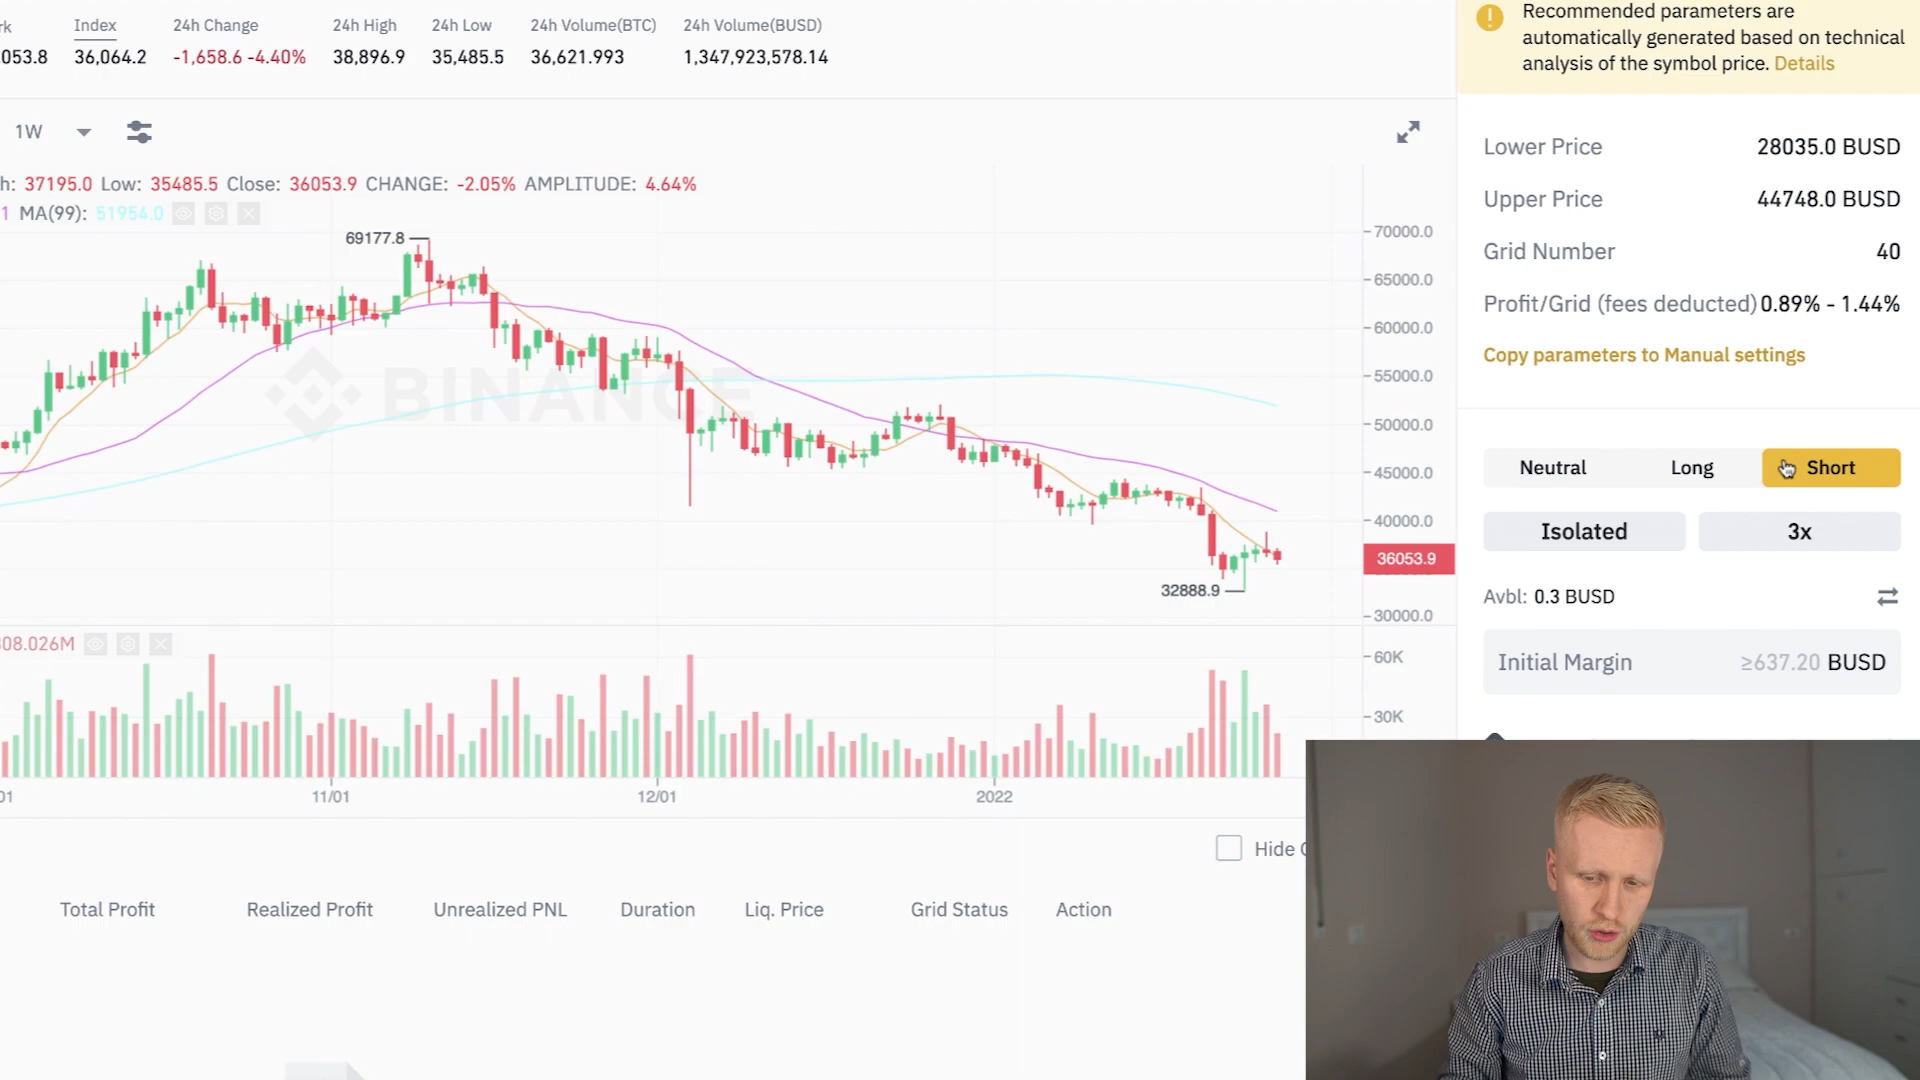 rk Index 24h Change 24h High 24h Low 24h Volume(BTC) 24h Volume(BUSD)
053.8 36,064.2 -1,658.6 -4.40% 38,896.9 35,485.5 36,621.993 1,347,923,578.14
1W
h: 37195.0 Low: 35485.5 Close: 36053.9 CHANGE: -2.05% AMPLITUDE: 4.64%
1 MA(99): 51954.0
69177.8
BINANCE
32888.9
70000.0
65000.0
60000.0
55000.0
50000.0
45000.0
40000.0
36053.9
30000.0
308.026M
60K
30K
01 11/01 12/01 2022
Hide O
Total Profit Realized Profit Unrealized PNL Duration Liq. Price Grid Status Action
Recommended parameters are
automatically generated based on technical
analysis of the symbol price. Details
Lower Price 28035.0 BUSD
Upper Price 44748.0 BUSD
Grid Number 40
Profit/Grid (fees deducted) 0.89% - 1.44%
Copy parameters to Manual settings
Neutral Long Short
Isolated 3x
Avbl: 0.3 BUSD
Initial Margin ≥637.20 BUSD